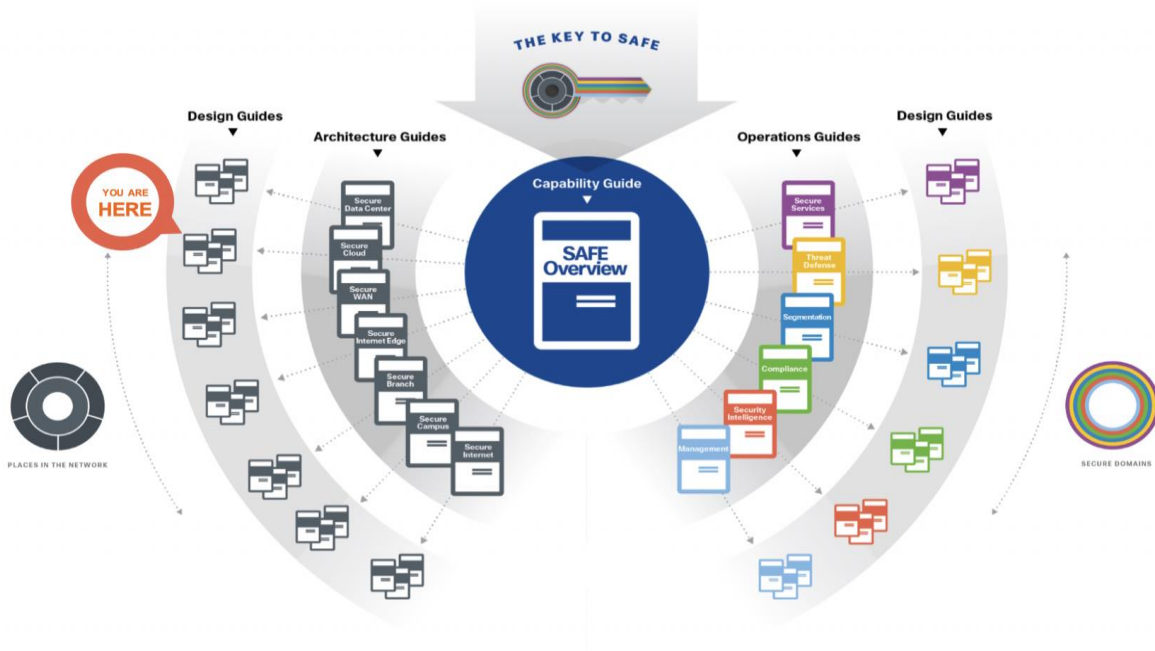 THE KEY TO SAFE
Design Guides
Architecture Guides
Operations Guides
Design Guides
YOU ARE
HERE
Capability Guide
SAFE
Overview
Secure
Data Center
Secure
Cloud
Secure
WAN
Secure
Internet Edge
Secure
Branch
Secure
Campus
Secure
Internet
Secure
Services
Threat
Defense
Segmentation
Compliance
Security
Intelligence
Management
PLACES IN THE NETWORK
SECURE DOMAINS